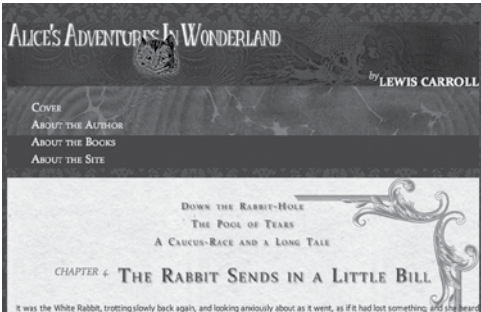 ALICE'S ADVENTURES IN WONDERLAND
by LEWIS CARROLL
COVER
ABOUT THE AUTHOR
ABOUT THE BOOKS
ABOUT THE SITE
DOWN THE RABBIT-HOLE
THE POOL OF TEARS
A CAUCUS-RACE AND A LONG TALE
CHAPTER 4 THE RABBIT SENDS IN A LITTLE BILL
It was the White Rabbit, trotting slowly back again, and looking anxiously about as it went, as if it had lost something; and she heard